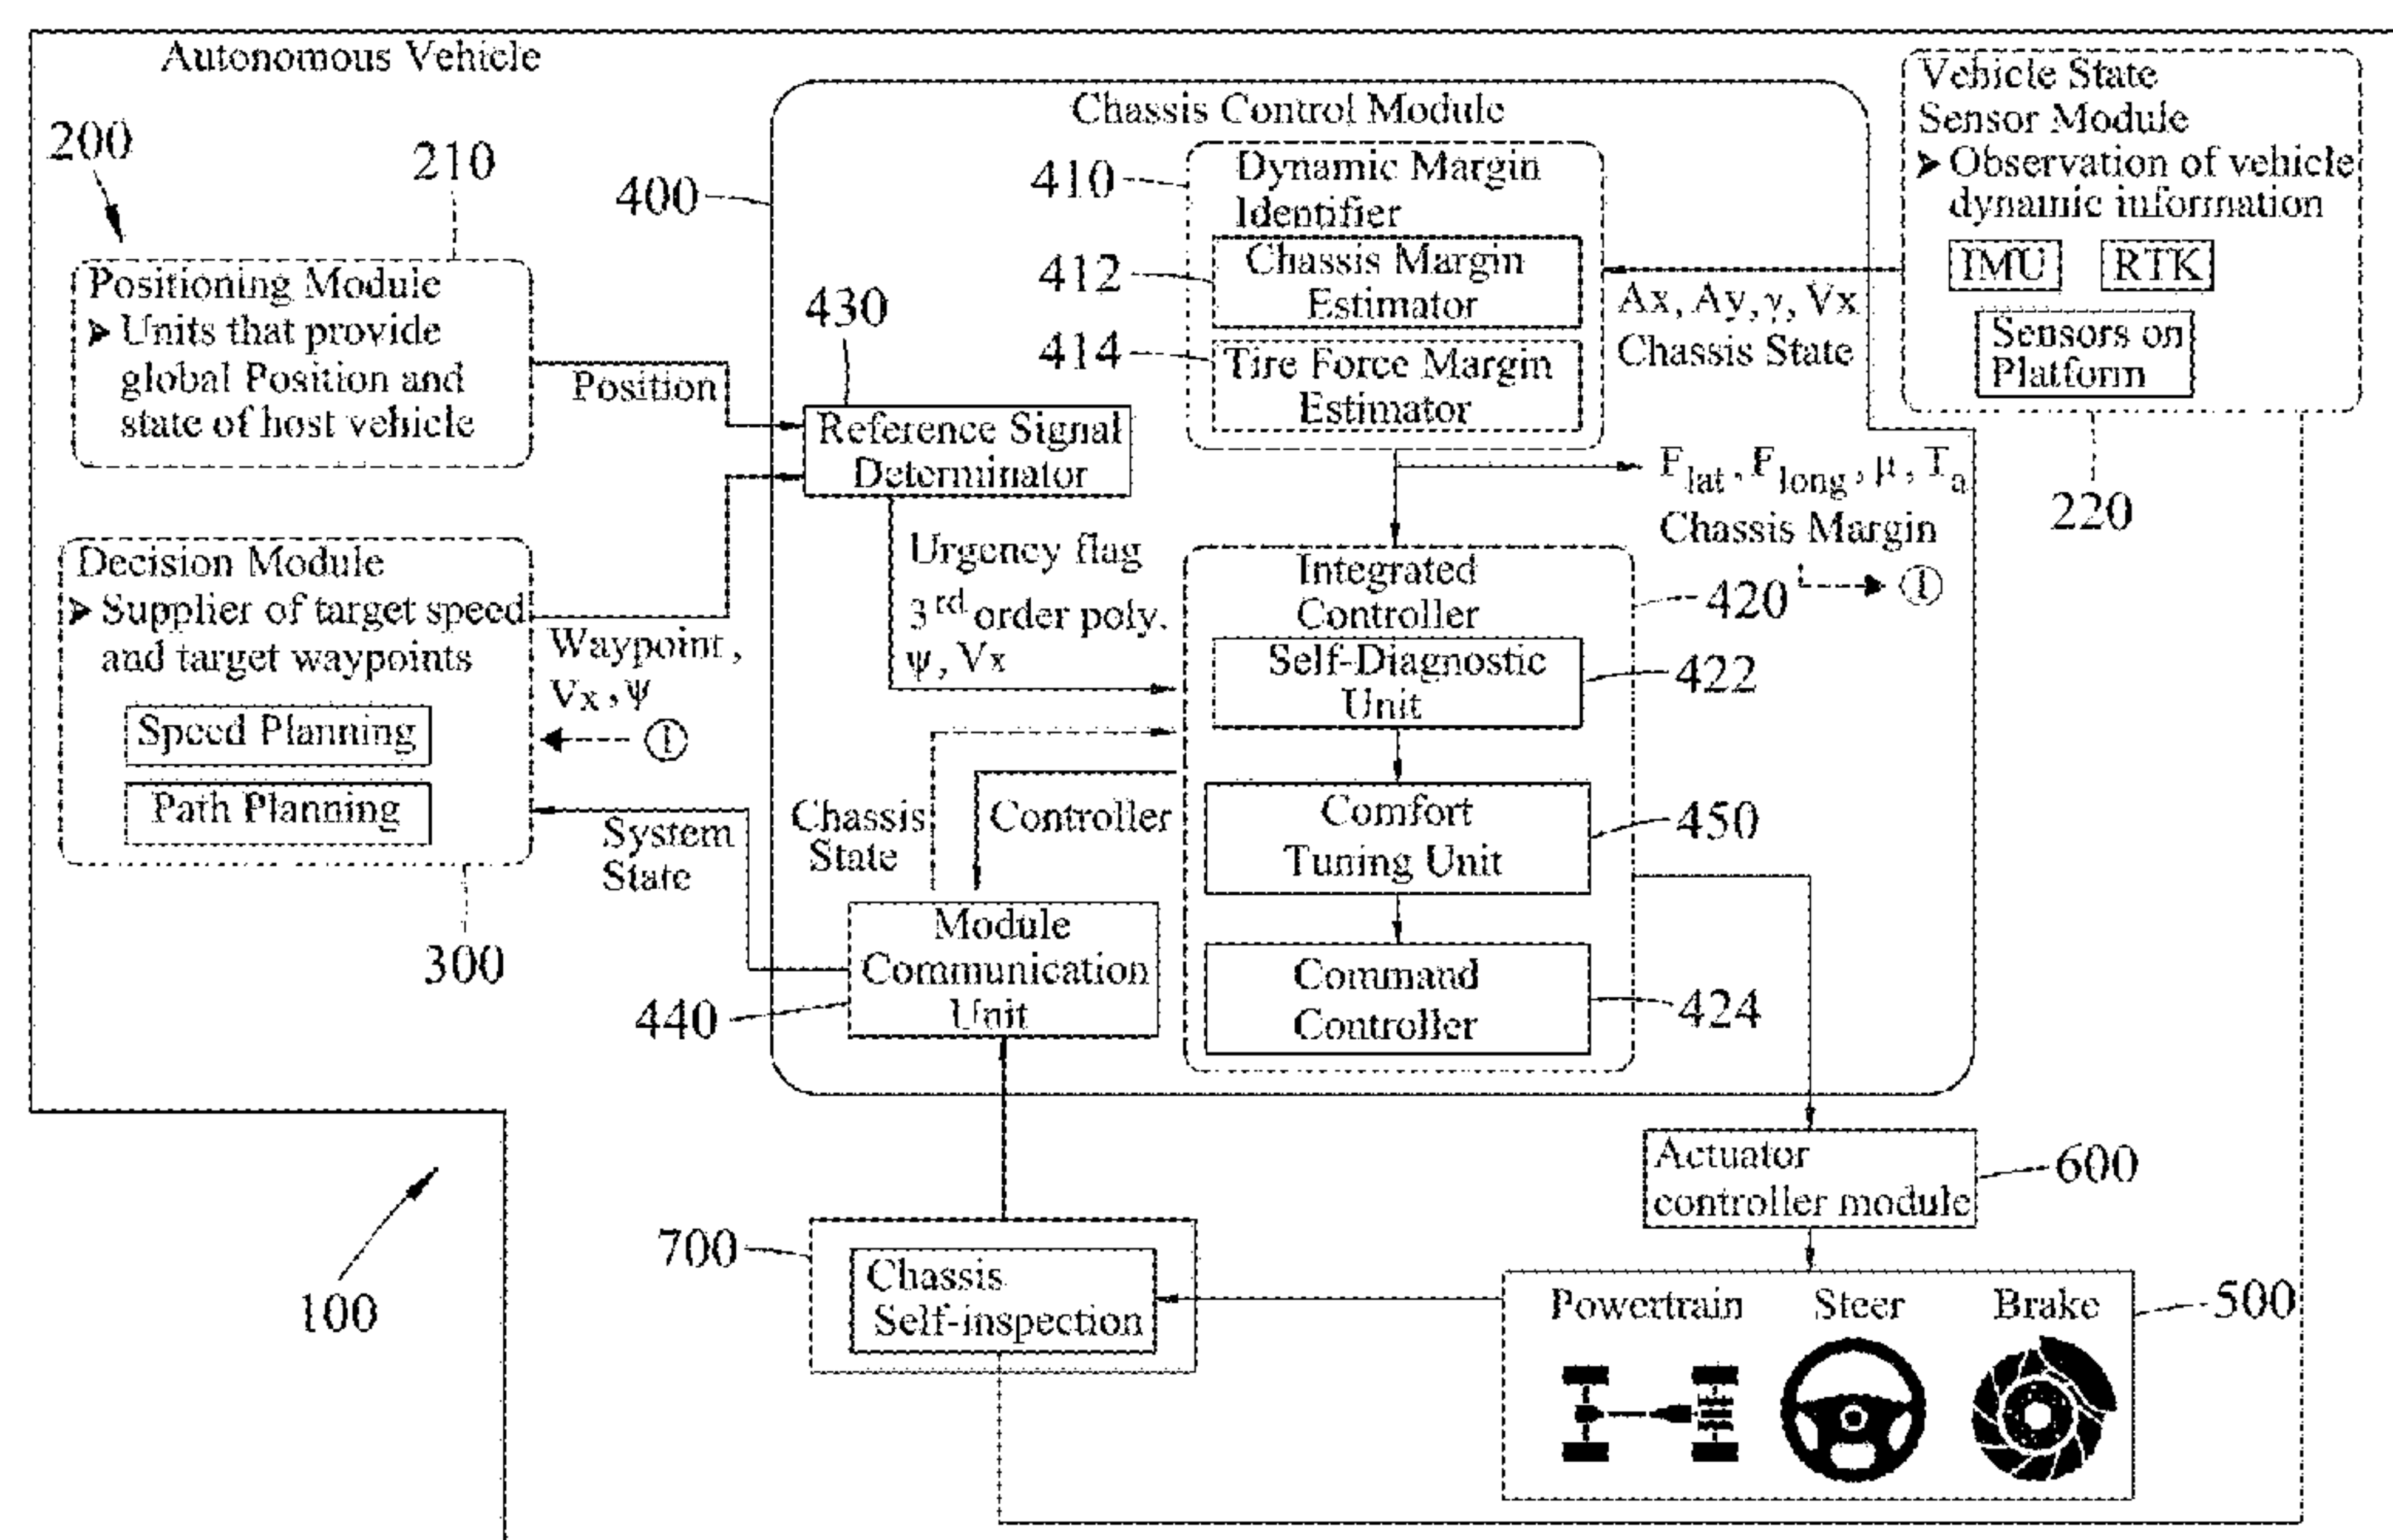 Autonomous Vehicle
200
210
Positioning Module
➤ Units that provide
global Position and
state of host vehicle
Position
Decision Module
➤ Supplier of target speed
and target waypoints
Speed Planning
Path Planning
300
Waypoint,
Vx, ψ
①
System
State
100
Chassis Control Module
400
410
Dynamic Margin
Identifier
412
Chassis Margin
Estimator
414
Tire Force Margin
Estimator
430
Reference Signal
Determinator
Urgency flag
3rd order poly.
ψ, Vx
Chassis
State
Controller
Module
Communication
Unit
440
Ax, Ay, γ, Vx
Chassis State
Flat, Flong, μ, Ta
Chassis Margin
①
Integrated
Controller
420
Self-Diagnostic
Unit
422
Comfort
Tuning Unit
450
Command
Controller
424
Vehicle State
Sensor Module
➤ Observation of vehicle
dynamic information
IMU
RTK
Sensors on
Platform
220
Actuator
controller module
600
700
Chassis
Self-inspection
Powertrain
Steer
Brake
500